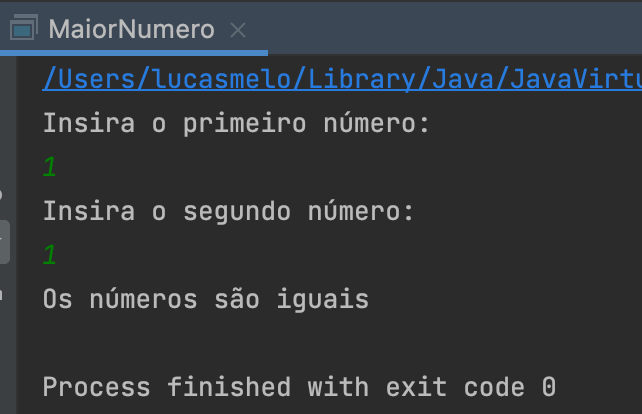 MaiorNumero
/Users/lucasmelo/Library/Java/JavaVirtu
Insira o primeiro número:
1
Insira o segundo número:
1
Os números são iguais
Process finished with exit code 0